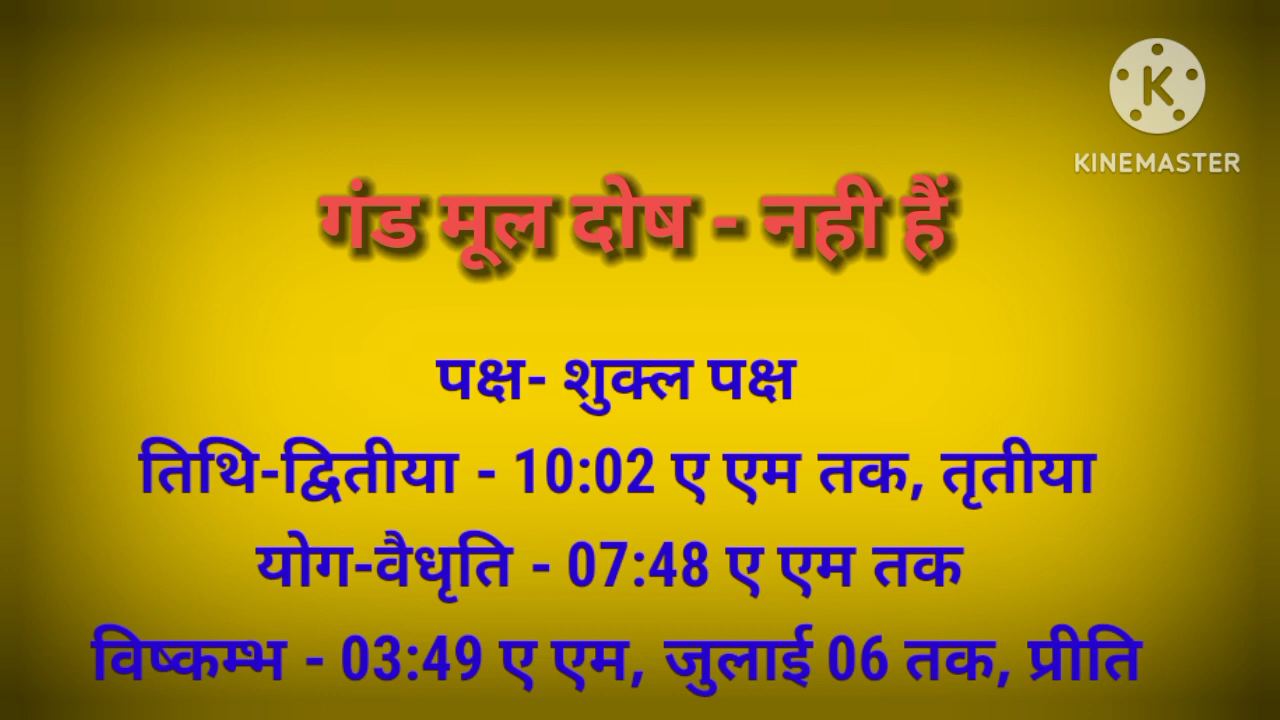 KINEMASTER
गंड मूल दोष - नही हैं
पक्ष- शुक्ल पक्ष
तिथि-द्वितीया - 10:02 ए एम तक, तृतीया
योग-वैधृति - 07:48 ए एम तक
विष्कम्भ - 03:49 ए एम, जुलाई 06 तक, प्रीति